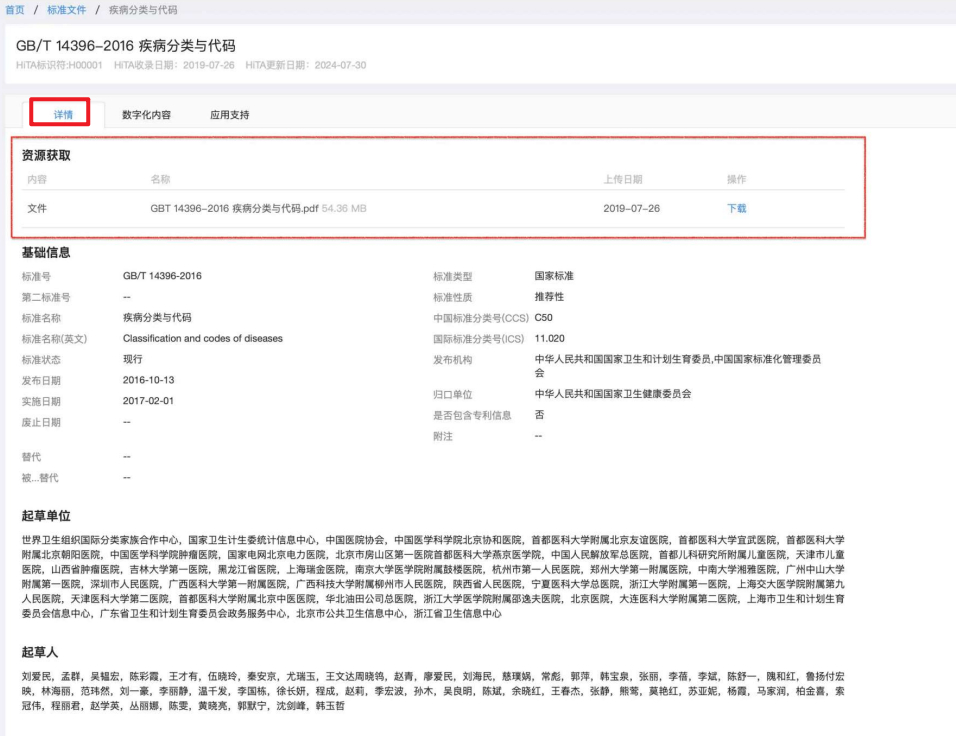 首页 / 标准文件 / 疾病分类与代码
GB/T 14396-2016 疾病分类与代码
HiTA标识符:H00001 HiTA收录日期：2019-07-26 HiTA更新日期：2024-07-30
详情 数字化内容 应用支持
资源获取
内容 名称 上传日期 操作
文件 GBT 14396-2016 疾病分类与代码.pdf 54.36 MB 2019-07-26 下载
基础信息
标准号 GB/T 14396-2016 标准类型 国家标准
第二标准号 -- 标准性质 推荐性
标准名称 疾病分类与代码 中国标准分类号(CCS) C50
标准名称(英文) Classification and codes of diseases 国际标准分类号(ICS) 11.020
标准状态 现行 发布机构 中华人民共和国国家卫生和计划生育委员,中国国家标准化管理委员
会
发布日期 2016-10-13
实施日期 2017-02-01 归口单位 中华人民共和国国家卫生健康委员会
废止日期 -- 是否包含专利信息 否
附注 --
替代 --
被...替代 --
起草单位
世界卫生组织国际分类家族合作中心，国家卫生计生委统计信息中心，中国医院协会，中国医学科学院北京协和医院，首都医科大学附属北京友谊医院，首都医科大学宣武医院，首都医科大学
附属北京朝阳医院，中国医学科学院肿瘤医院，国家电网北京电力医院，北京市房山区第一医院首都医科大学燕京医学院，中国人民解放军总医院，首都儿科研究所附属儿童医院，天津市儿童
医院，山西省肿瘤医院，吉林大学第一医院，黑龙江省医院，上海瑞金医院，南京大学医学院附属鼓楼医院，杭州市第一人民医院，郑州大学第一附属医院，中南大学湘雅医院，广州中山大学
附属第一医院，深圳市人民医院，广西医科大学第一附属医院，广西科技大学附属柳州市人民医院，陕西省人民医院，宁夏医科大学总医院，浙江大学附属第一医院，上海交大医学院附属第九
人民医院，天津医科大学第二医院，首都医科大学附属北京中医医院，华北油田公司总医院，浙江大学医学院附属邵逸夫医院，北京医院，大连医科大学附属第二医院，上海市卫生和计划生育
委员会信息中心，广东省卫生和计划生育委员会政务服务中心，北京市公共卫生信息中心，浙江省卫生信息中心
起草人
刘爱民，孟群，吴韫宏，陈彩霞，王才有，伍晓玲，秦安京，尤瑞玉，王文达周晓鸰，赵青，廖爱民，刘海民，慈璞娲，常彪，郭萍，韩宝泉，张丽，李蓓，李斌，陈舒一，隗和红，鲁扬付宏
映，林海丽，范玮然，刘一豪，李丽静，温千发，李国栋，徐长妍，程成，赵莉，季宏波，孙木，吴良明，陈斌，余晓红，王春杰，张静，熊莺，莫艳红，苏亚妮，杨霞，马家润，柏金喜，索
冠伟，程丽君，赵学英，丛丽娜，陈雯，黄晓亮，郭默宁，沈剑峰，韩玉哲